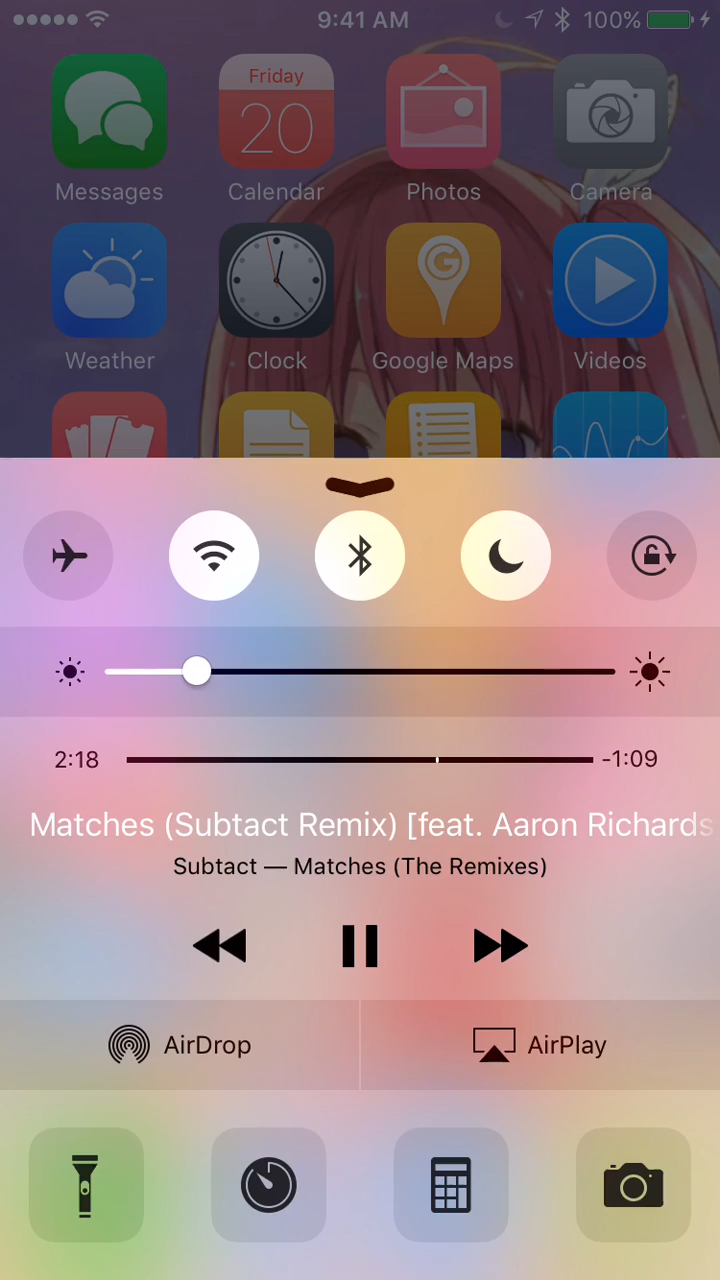 9:41 AM 100%
Friday
20
Messages Calendar Photos Camera
G
Weather Clock Google Maps Videos
2:18 -1:09
Matches (Subtact Remix) [feat. Aaron Richards
Subtact — Matches (The Remixes)
AirDrop AirPlay